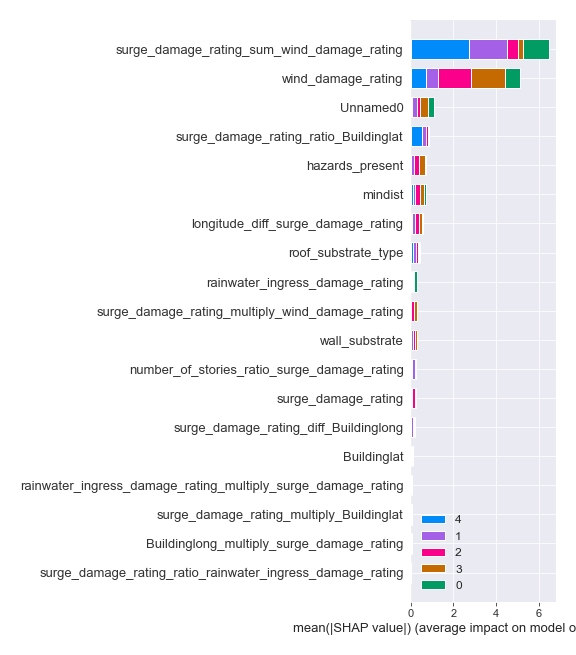 surge_damage_rating_sum_wind_damage_rating
wind_damage_rating
Unnamed0
surge_damage_rating_ratio_Buildinglat
hazards_present
mindist
longitude_diff_surge_damage_rating
roof_substrate_type
rainwater_ingress_damage_rating
surge_damage_rating_multiply_wind_damage_rating
wall_substrate
number_of_stories_ratio_surge_damage_rating
surge_damage_rating
surge_damage_rating_diff_Buildinglong
Buildinglat
rainwater_ingress_damage_rating_multiply_surge_damage_rating
surge_damage_rating_multiply_Buildinglat
Buildinglong_multiply_surge_damage_rating
surge_damage_rating_ratio_rainwater_ingress_damage_rating
4
1
2
3
0
0 2 4 6
mean(|SHAP value|) (average impact on model o